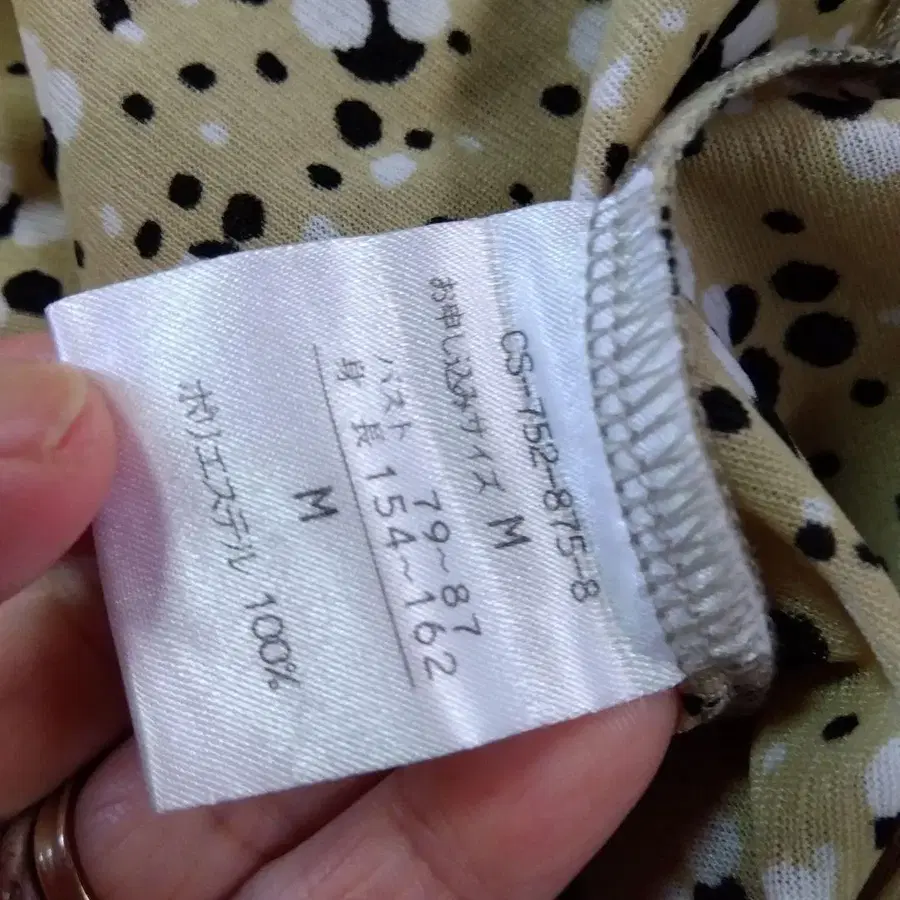 CS-752-875-8
お申し込みサイズ M
バスト 79~87
身長 154~162
M
ポリエステル 100%